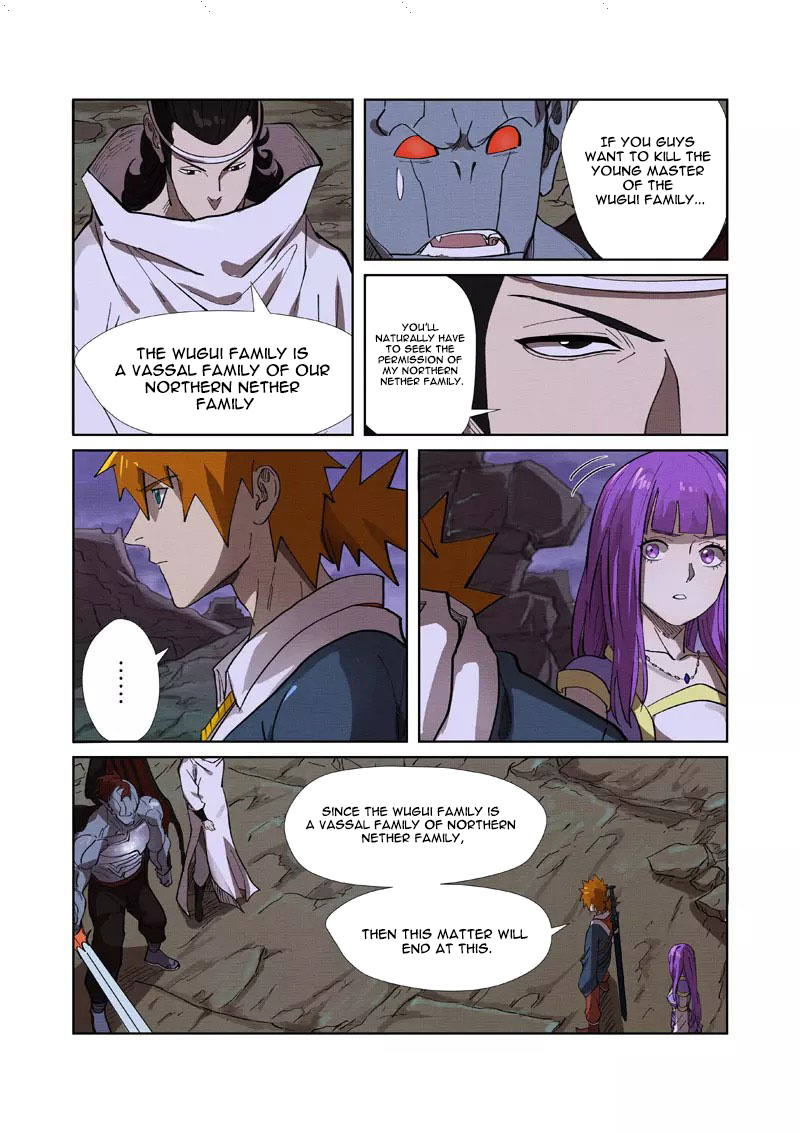 THE WUGUI FAMILY IS
A VASSAL FAMILY OF OUR
NORTHERN NETHER
FAMILY
IF YOU GUYS
WANT TO KILL THE
YOUNG MASTER
OF THE
WUGUI FAMILY...
YOU'LL
NATURALLY HAVE
TO SEEK THE
PERMISSION OF
MY NORTHERN
NETHER FAMILY.
......
SINCE THE WUGUI FAMILY IS
A VASSAL FAMILY OF NORTHERN
NETHER FAMILY,
THEN THIS MATTER WILL
END AT THIS.